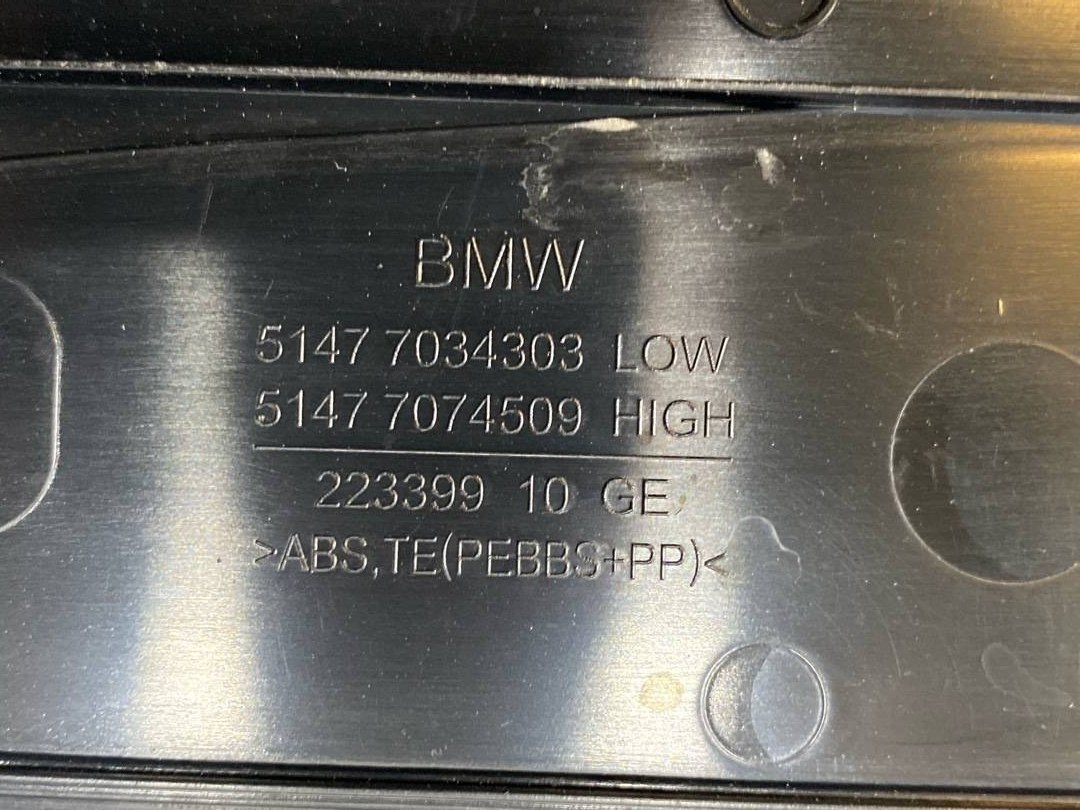 BMW
5147 7034303 LOW
5147 7074509 HIGH
223399 10 GE
>ABS,TE(PEBBS+PP)<